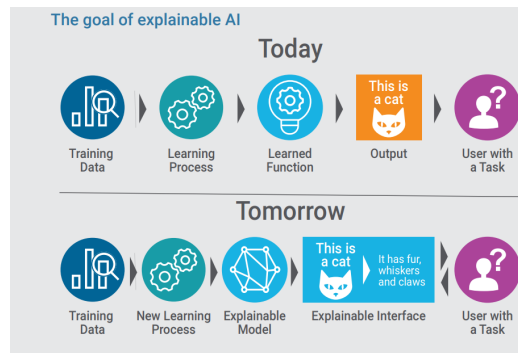 The goal of explainable AI
Today
This is
a cat
?
Training
Data
Learning
Process
Learned
Function
Output
User with
a Task
Tomorrow
This is
a cat
It has fur,
whiskers
and claws
?
Training
Data
New Learning
Process
Explainable
Model
Explainable Interface
User with
a Task